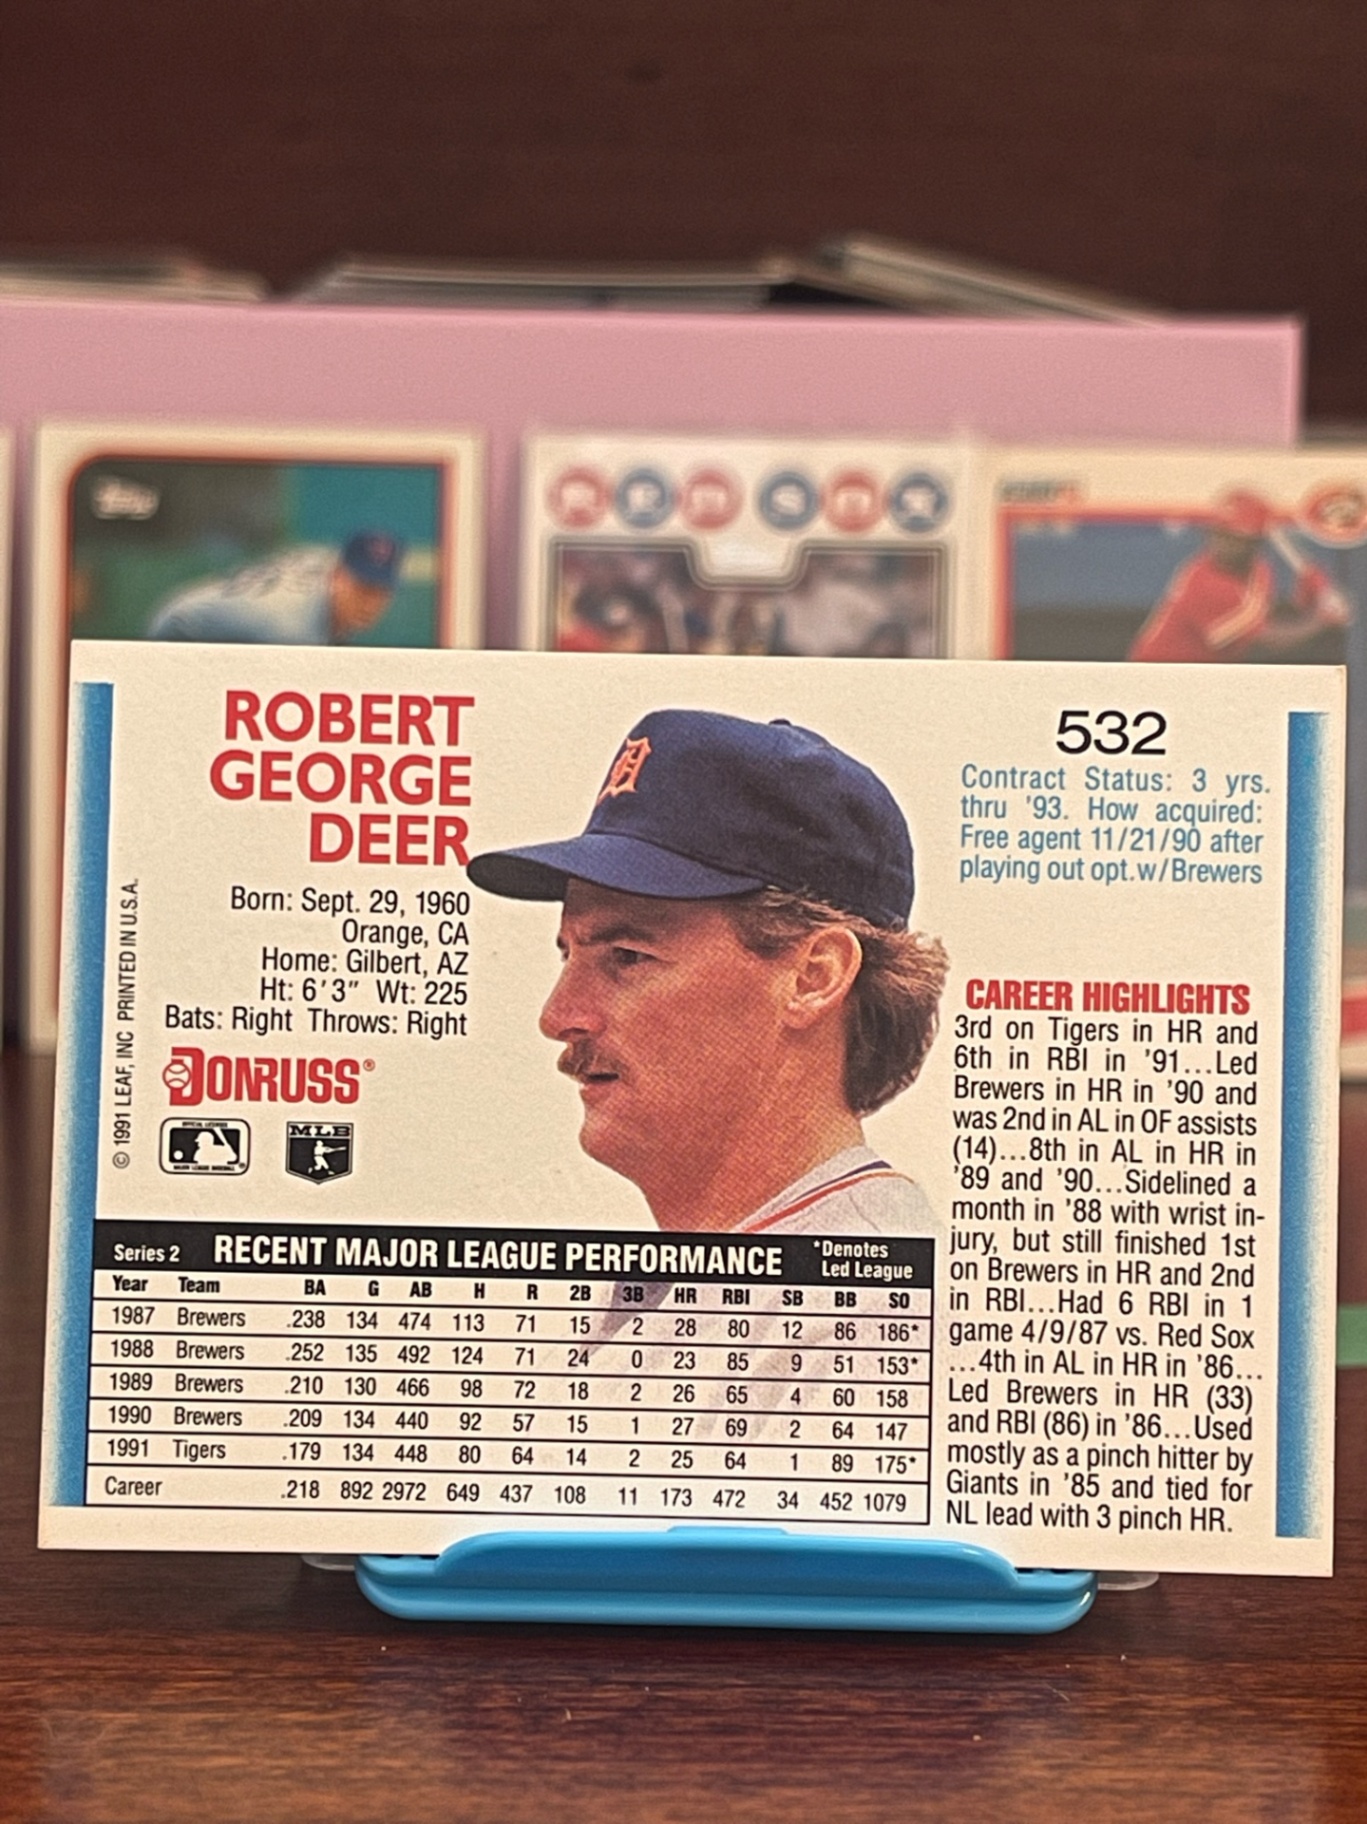 Topps
RED SOX
ROBERT
GEORGE
DEER
Born: Sept. 29, 1960
Orange, CA
Home: Gilbert, AZ
Ht: 6'3" Wt: 225
Bats: Right Throws: Right
DONRUSS®
MLB
© 1991 LEAF, INC PRINTED IN U.S.A.
532
Contract Status: 3 yrs.
thru '93. How acquired:
Free agent 11/21/90 after
playing out opt.w/Brewers
CAREER HIGHLIGHTS
3rd on Tigers in HR and
6th in RBI in '91...Led
Brewers in HR in '90 and
was 2nd in AL in OF assists
(14)...8th in AL in HR in
'89 and '90...Sidelined a
month in '88 with wrist in-
jury, but still finished 1st
on Brewers in HR and 2nd
in RBI...Had 6 RBI in 1
game 4/9/87 vs. Red Sox
...4th in AL in HR in '86...
Led Brewers in HR (33)
and RBI (86) in '86...Used
mostly as a pinch hitter by
Giants in '85 and tied for
NL lead with 3 pinch HR.
Series 2 RECENT MAJOR LEAGUE PERFORMANCE *Denotes
Led League
Year Team BA G AB H R 2B 3B HR RBI SB BB SO
1987 Brewers .238 134 474 113 71 15 2 28 80 12 86 186*
1988 Brewers .252 135 492 124 71 24 0 23 85 9 51 153*
1989 Brewers .210 130 466 98 72 18 2 26 65 4 60 158
1990 Brewers .209 134 440 92 57 15 1 27 69 2 64 147
1991 Tigers .179 134 448 80 64 14 2 25 64 1 89 175*
Career .218 892 2972 649 437 108 11 173 472 34 452 1079